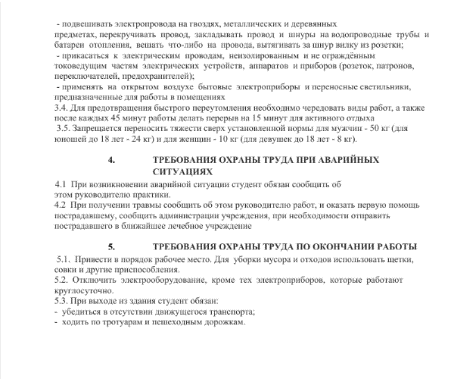 - подвешивать электропровода на гвоздях, металлических и деревянных
предметах, перекручивать провод, закладывать провод и шнуры на водопроводные трубы и
батареи отопления, вешать что-либо на провода, вытягивать за шнур вилку из розетки;
- прикасаться к электрическим проводам, неизолированным и не ограждённым
токоведущим частям электрических устройств, аппаратов и приборов (розеток, патронов,
переключателей, предохранителей);
- применять на открытом воздухе бытовые электроприборы и переносные светильники,
предназначенные для работы в помещениях
3.4. Для предотвращения быстрого переутомления необходимо чередовать виды работ, а также
после каждых 45 минут работы делать перерыв на 15 минут для активного отдыха
3.5. Запрещается переносить тяжести сверх установленной нормы для мужчин - 50 кг (для
юношей до 18 лет - 24 кг) и для женщин - 10 кг (для девушек до 18 лет - 8 кг).
4. ТРЕБОВАНИЯ ОХРАНЫ ТРУДА ПРИ АВАРИЙНЫХ
СИТУАЦИЯХ
4.1 При возникновении аварийной ситуации студент обязан сообщить об
этом руководителю практики.
4.2 При получении травмы сообщить об этом руководителю работ, и оказать первую помощь
пострадавшему, сообщить администрации учреждения, при необходимости отправить
пострадавшего в ближайшее лечебное учреждение
5. ТРЕБОВАНИЯ ОХРАНЫ ТРУДА ПО ОКОНЧАНИИ РАБОТЫ
5.1. Привести в порядок рабочее место. Для уборки мусора и отходов использовать щетки,
совки и другие приспособления.
5.2. Отключить электрооборудование, кроме тех электроприборов, которые работают
круглосуточно.
5.3. При выходе из здания студент обязан:
- убедиться в отсутствии движущегося транспорта;
- ходить по тротуарам и пешеходным дорожкам.